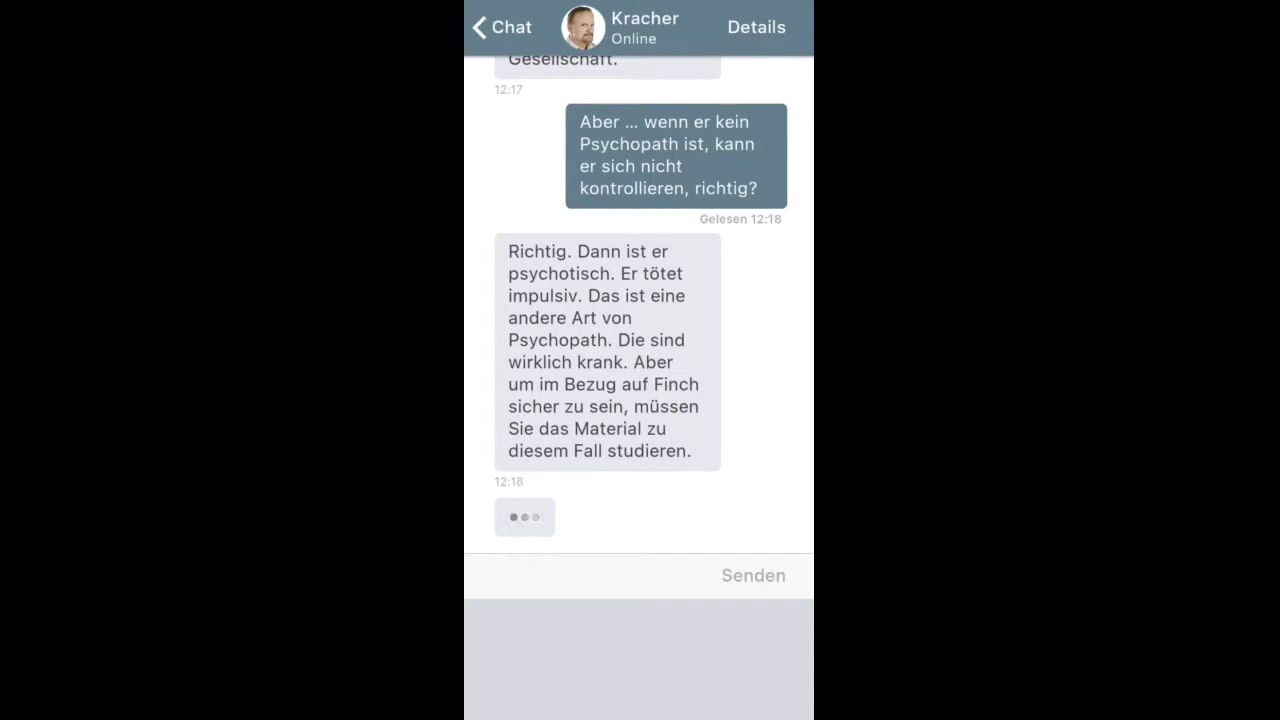 Chat
Kracher
Online
Details
Gesellschaft.
12:17
Aber ... wenn er kein
Psychopath ist, kann
er sich nicht
kontrollieren, richtig?
Gelesen 12:18
Richtig. Dann ist er
psychotisch. Er tötet
impulsiv. Das ist eine
andere Art von
Psychopath. Die sind
wirklich krank. Aber
um im Bezug auf Finch
sicher zu sein, müssen
Sie das Material zu
diesem Fall studieren.
12:18
Senden